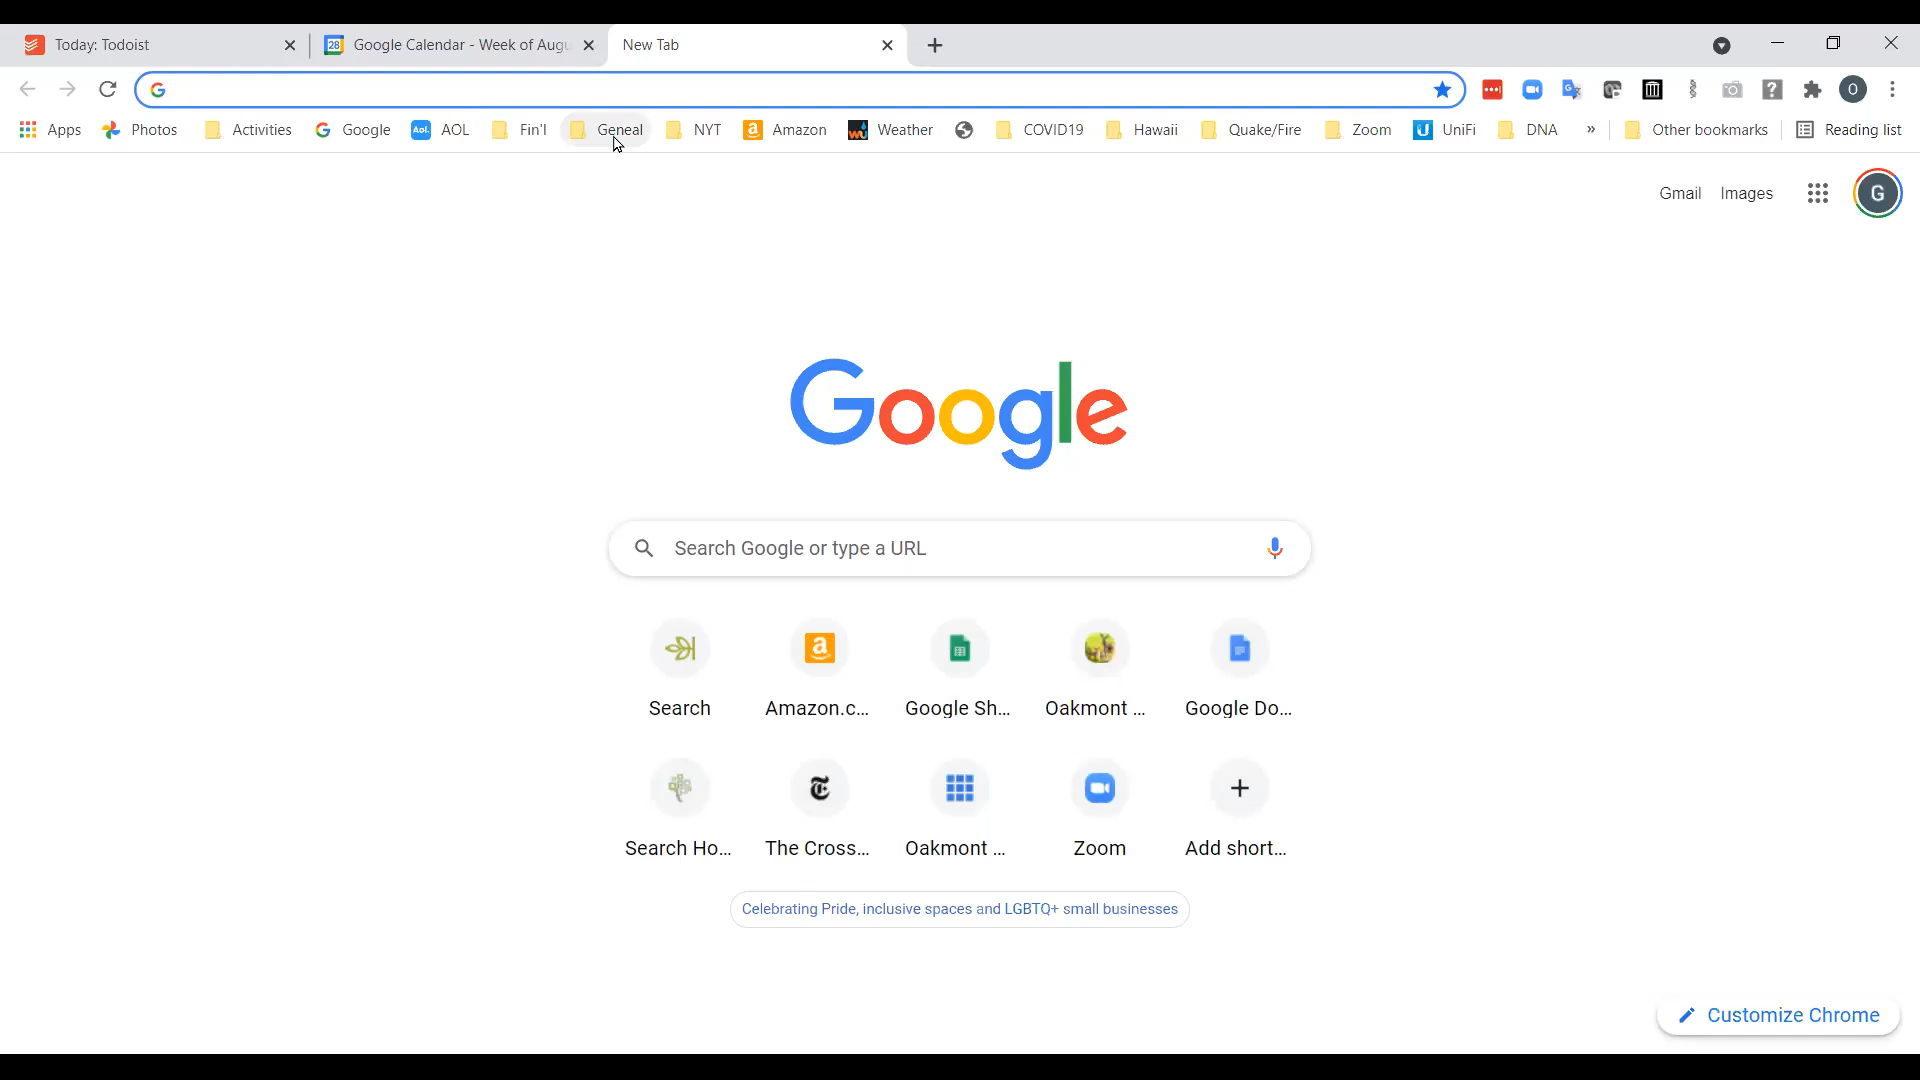 Today: Todoist
28 Google Calendar - Week of Augu
New Tab
Apps Photos Activities Google Aol. AOL Fin'l Geneal NYT Amazon Weather COVID19 Hawaii Quake/Fire Zoom UniFi DNA » Other bookmarks Reading list
O
Gmail Images G
Google
Search Google or type a URL
Search Amazon.c... Google Sh... Oakmont ... Google Do...
Search Ho... The Cross... Oakmont ... Zoom Add short...
Celebrating Pride, inclusive spaces and LGBTQ+ small businesses
Customize Chrome